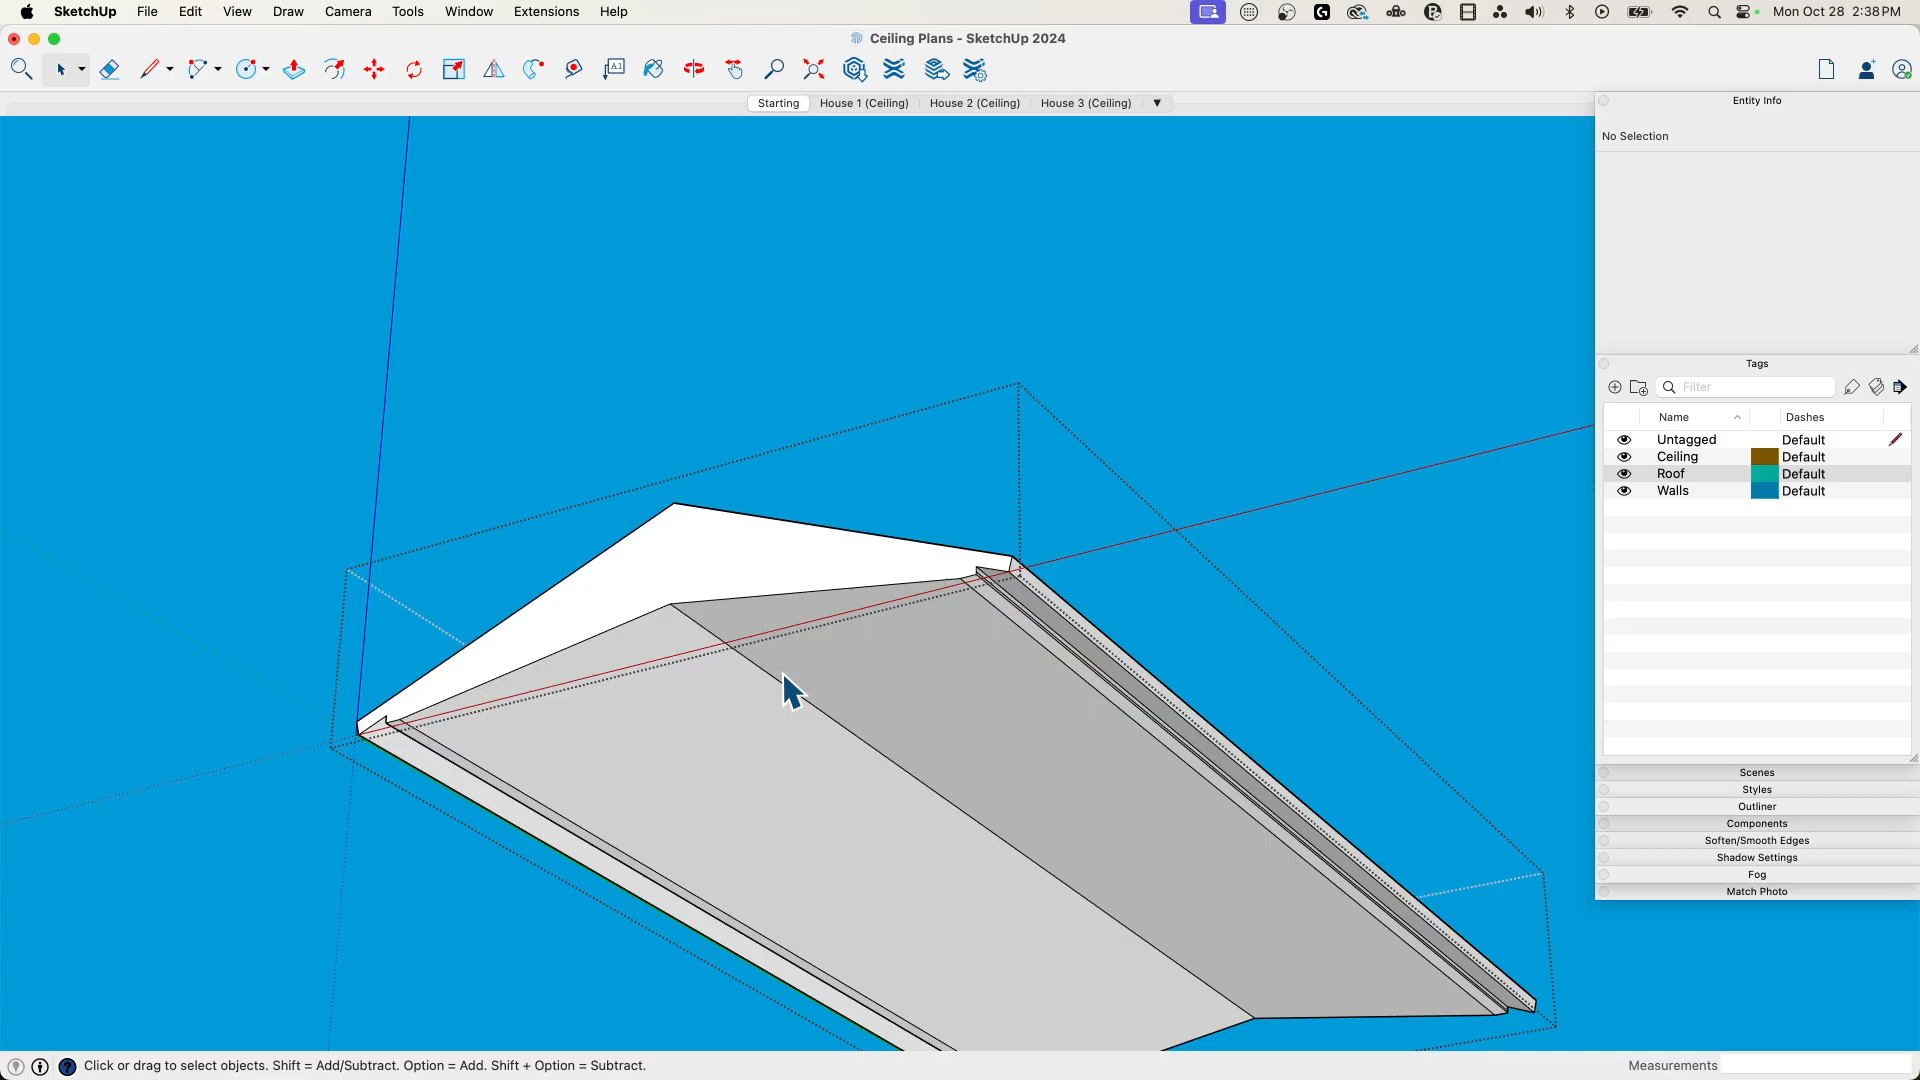 SketchUp File Edit View Draw Camera Tools Window Extensions Help Mon Oct 28 2:38 PM
Ceiling Plans - SketchUp 2024
A1
Starting House 1 (Ceiling) House 2 (Ceiling) House 3 (Ceiling)
Entity Info
No Selection
Tags
Filter
Name Dashes
Untagged Default
Ceiling Default
Roof Default
Walls Default
Scenes
Styles
Outliner
Components
Soften/Smooth Edges
Shadow Settings
Fog
Match Photo
Click or drag to select objects. Shift = Add/Subtract. Option = Add. Shift + Option = Subtract. Measurements